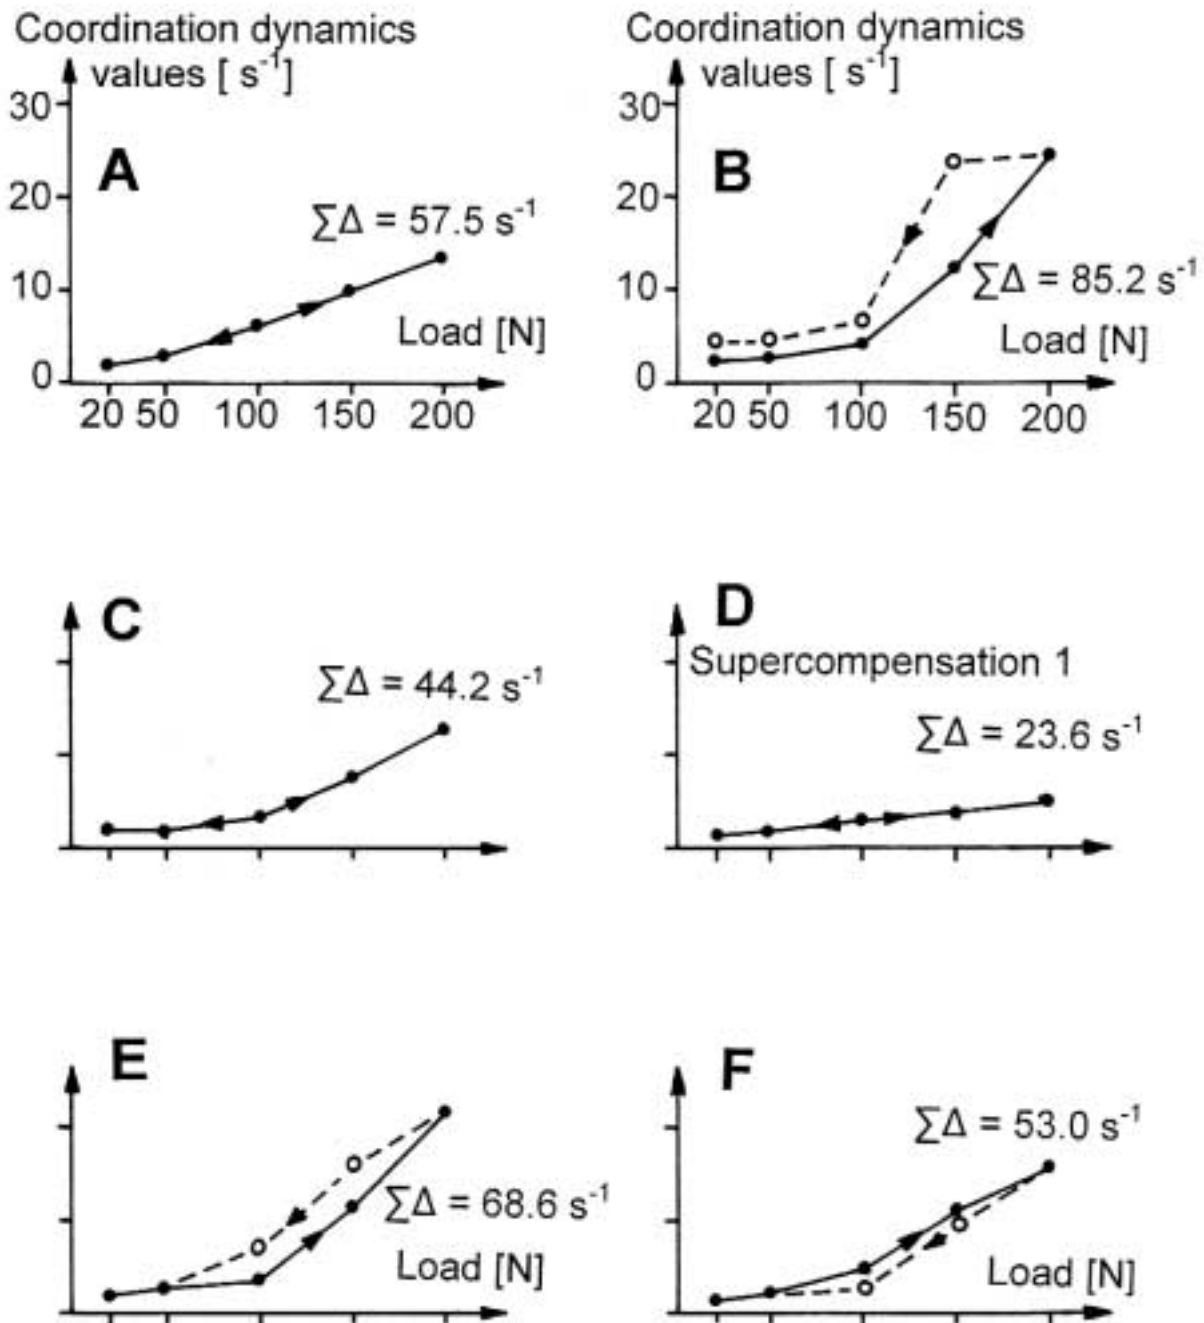 Coordination dynamics
values [ s⁻¹]
30
20
10
0
A
∑Δ = 57.5 s⁻¹
Load [N]
20 50 100 150 200
Coordination dynamics
values [ s⁻¹]
30
20
10
0
B
∑Δ = 85.2 s⁻¹
Load [N]
20 50 100 150 200
C
∑Δ = 44.2 s⁻¹
D
Supercompensation 1
∑Δ = 23.6 s⁻¹
E
∑Δ = 68.6 s⁻¹
Load [N]
F
∑Δ = 53.0 s⁻¹
Load [N]